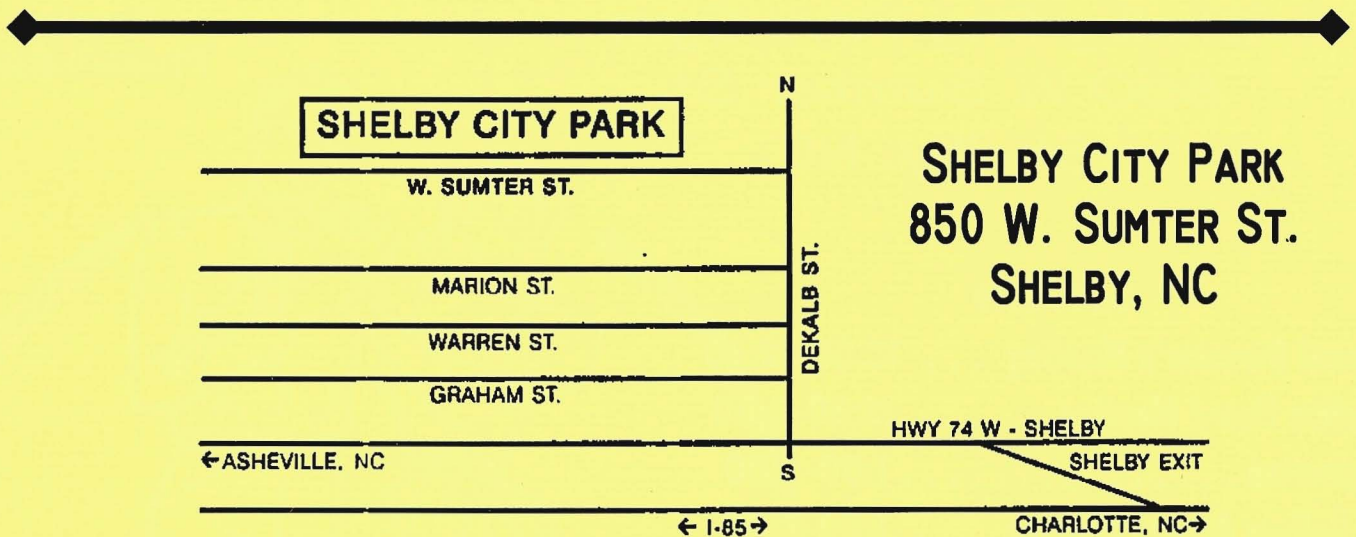 N
SHELBY CITY PARK
W. SUMTER ST.
MARION ST.
WARREN ST.
GRAHAM ST.
DEKALB ST.
SHELBY CITY PARK
850 W. SUMTER ST.
SHELBY, NC
HWY 74 W - SHELBY
←ASHEVILLE, NC
SHELBY EXIT
S
← I-85→
CHARLOTTE, NC→